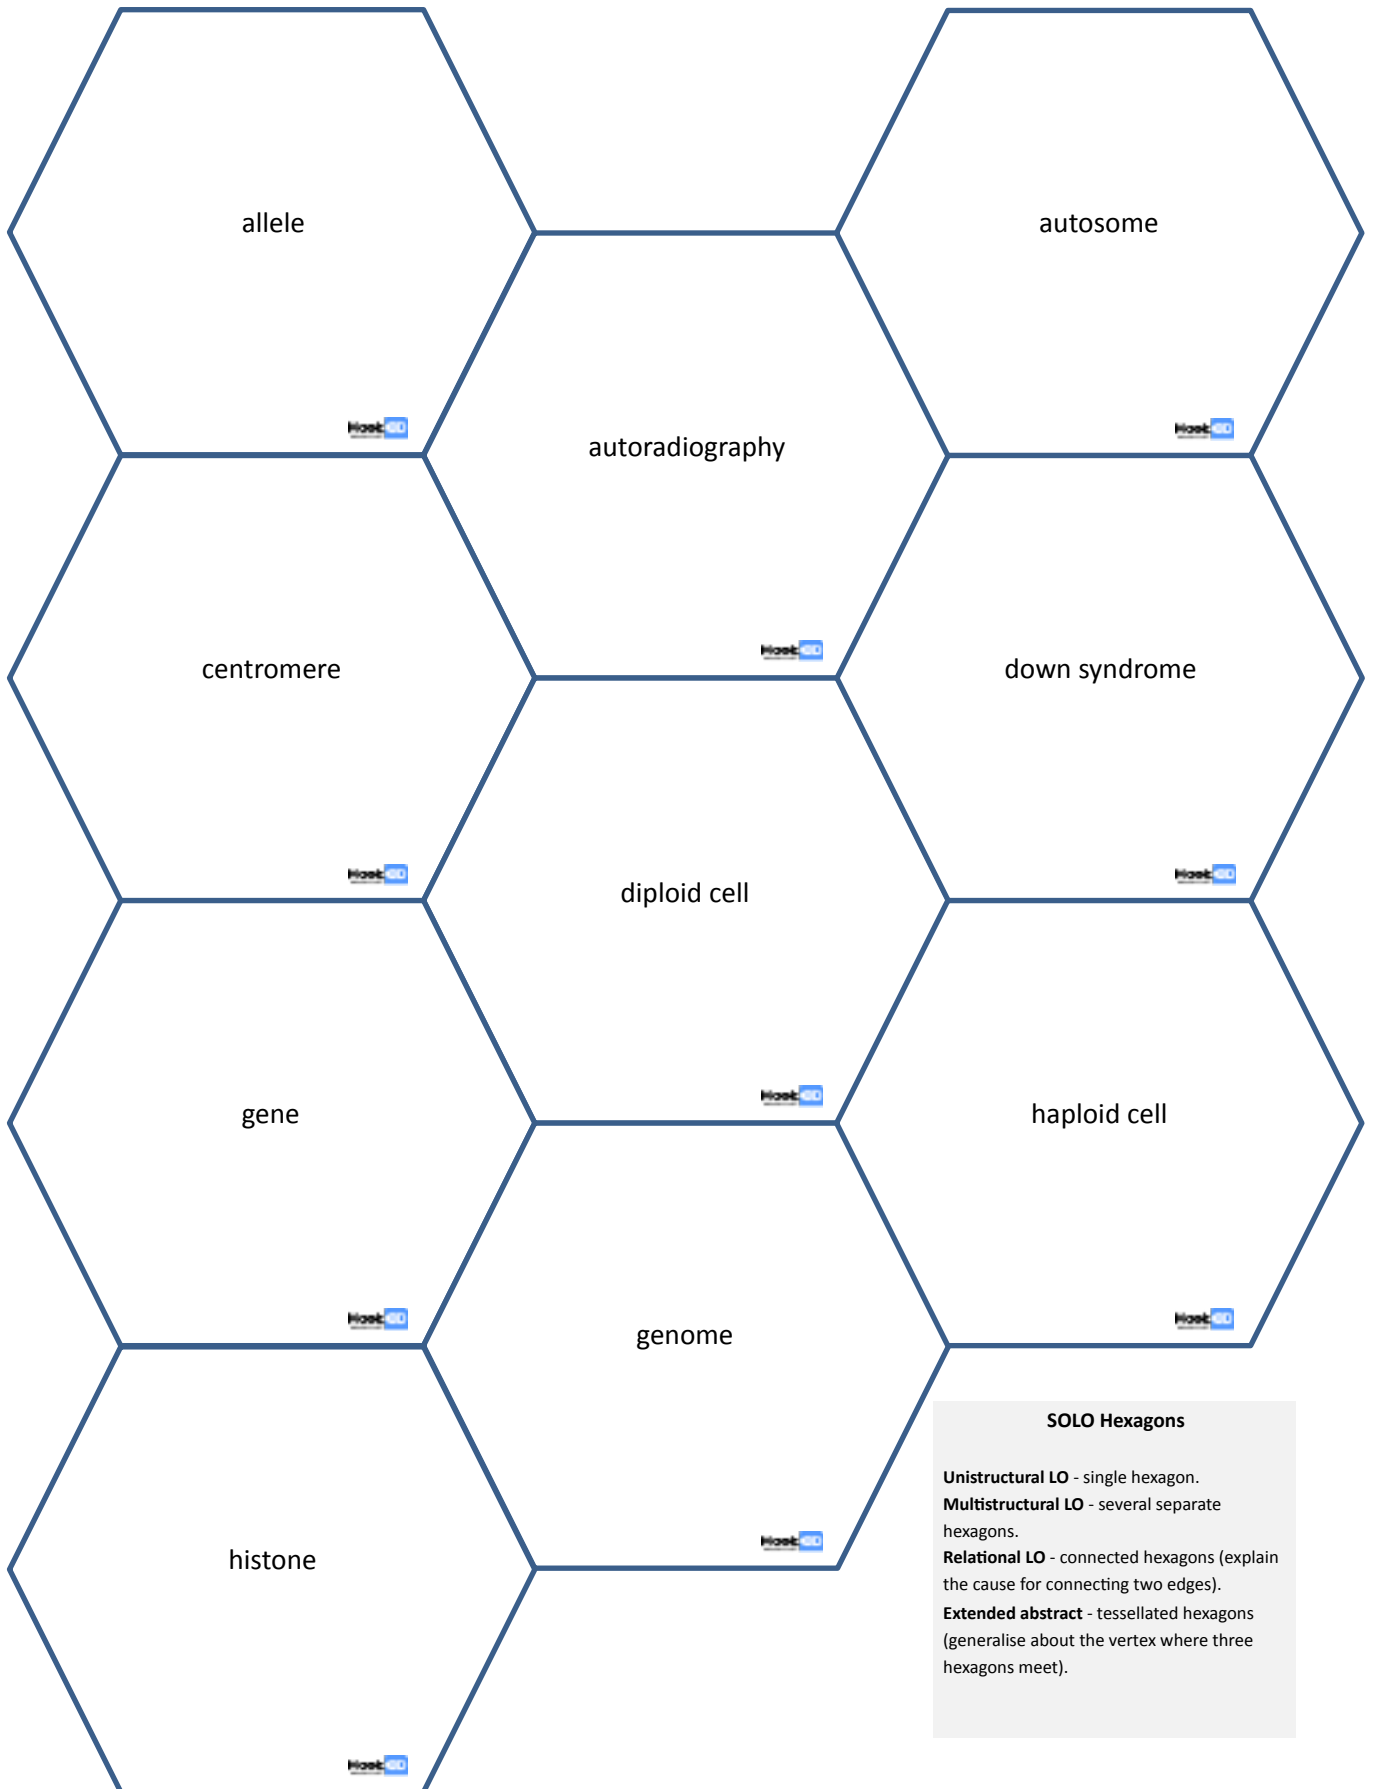 allele
autosome
autoradiography
centromere
down syndrome
diploid cell
gene
haploid cell
genome
histone
SOLO Hexagons
Unistructural LO - single hexagon.
Multistructural LO - several separate
hexagons.
Relational LO - connected hexagons (explain
the cause for connecting two edges).
Extended abstract - tessellated hexagons
(generalise about the vertex where three
hexagons meet).